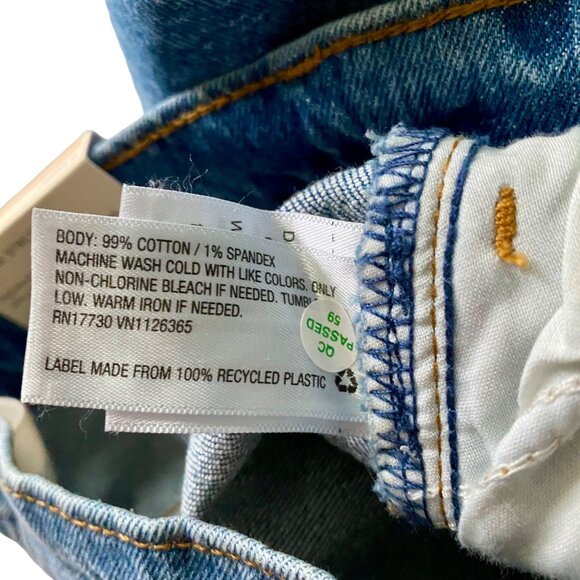 BODY: 99% COTTON / 1% SPANDEX
MACHINE WASH COLD WITH LIKE COLORS. ONLY
NON-CHLORINE BLEACH IF NEEDED. TUMBLE
LOW. WARM IRON IF NEEDED.
RN17730 VN1126365
LABEL MADE FROM 100% RECYCLED PLASTIC
QC
PASSED
59